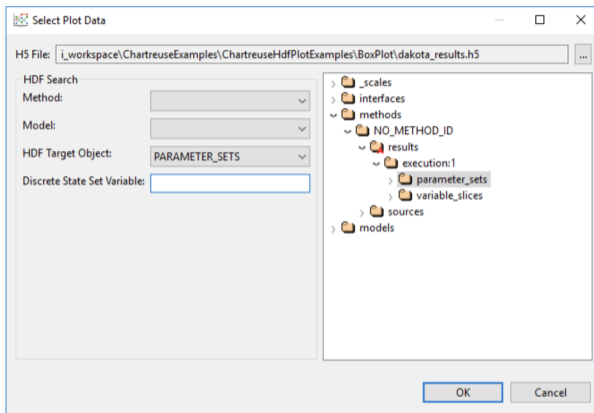 Select Plot Data
H5 File: i_workspace\ChartreuseExamples\ChartreuseHdfPlotExamples\BoxPlot\dakota_results.h5 ...
HDF Search
Method:
Model:
HDF Target Object: PARAMETER_SETS
Discrete State Set Variable:
_scales
interfaces
methods
NO_METHOD_ID
results
execution:1
parameter_sets
variable_slices
sources
models
OK Cancel